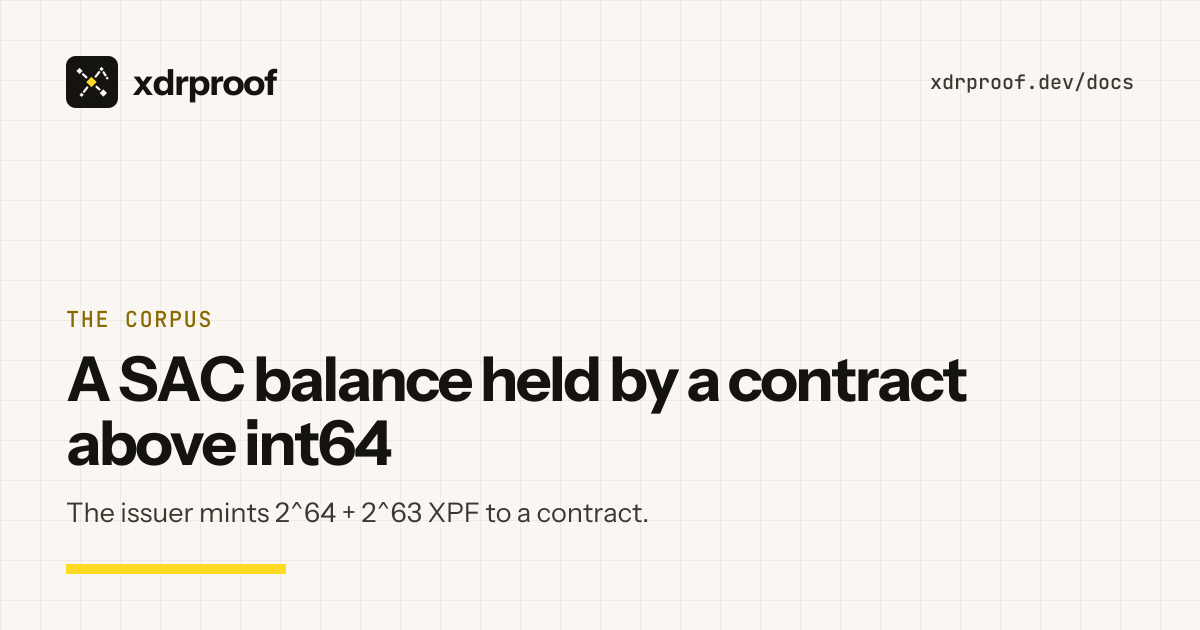 xdrproof
xdrproof.dev/docs
THE CORPUS
A SAC balance held by a contract
above int64
The issuer mints 2^64 + 2^63 XPF to a contract.